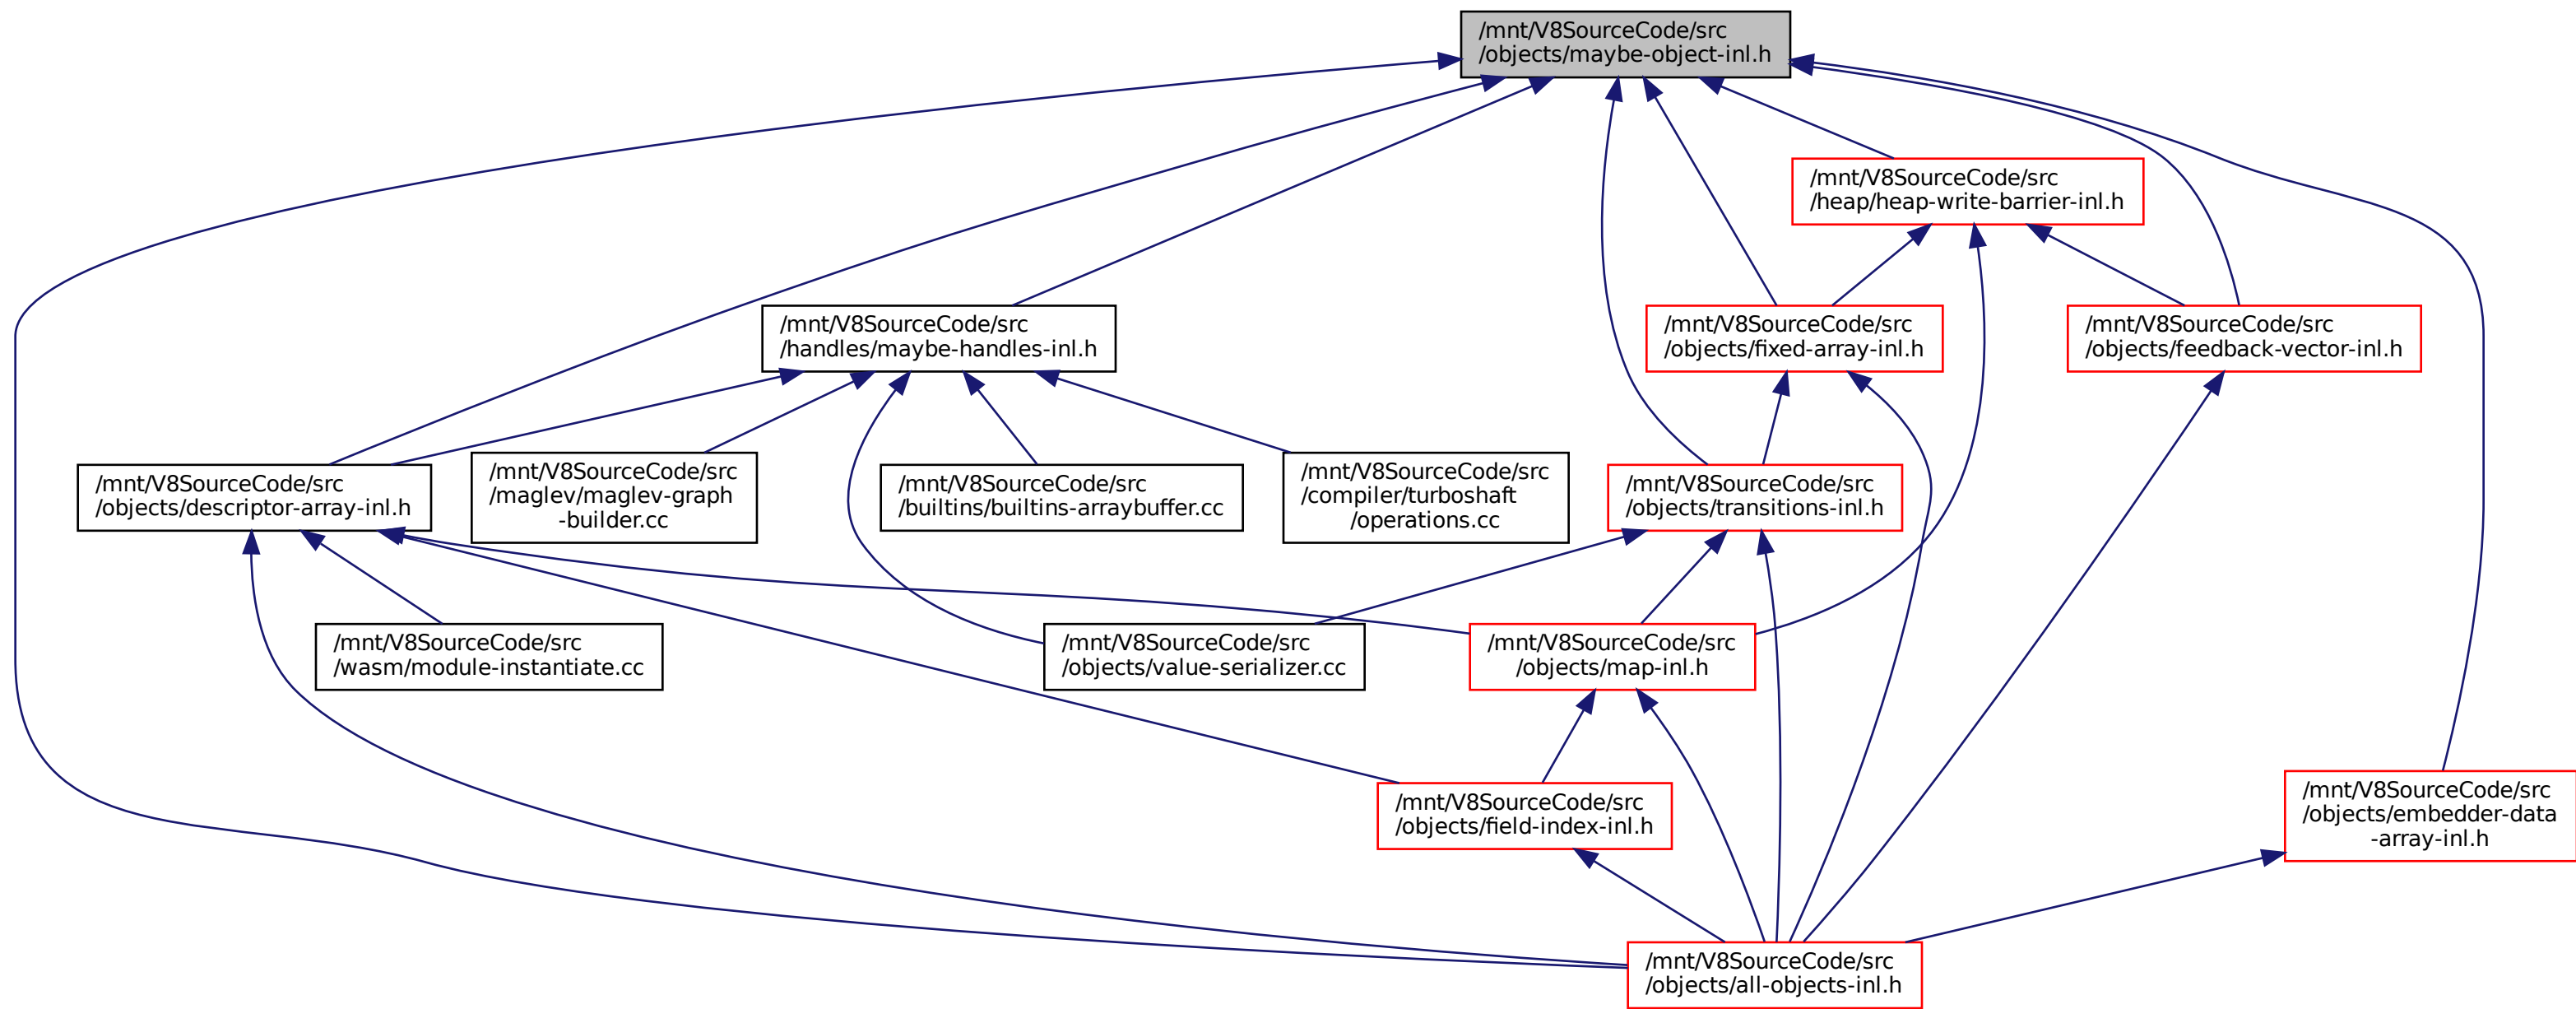 /mnt/V8SourceCode/src
/objects/maybe-object-inl.h
/mnt/V8SourceCode/src
/heap/heap-write-barrier-inl.h
/mnt/V8SourceCode/src
/handles/maybe-handles-inl.h
/mnt/V8SourceCode/src
/objects/fixed-array-inl.h
/mnt/V8SourceCode/src
/objects/feedback-vector-inl.h
/mnt/V8SourceCode/src
/objects/descriptor-array-inl.h
/mnt/V8SourceCode/src
/maglev/maglev-graph
-builder.cc
/mnt/V8SourceCode/src
/builtins/builtins-arraybuffer.cc
/mnt/V8SourceCode/src
/compiler/turboshaft
/operations.cc
/mnt/V8SourceCode/src
/objects/transitions-inl.h
/mnt/V8SourceCode/src
/wasm/module-instantiate.cc
/mnt/V8SourceCode/src
/objects/value-serializer.cc
/mnt/V8SourceCode/src
/objects/map-inl.h
/mnt/V8SourceCode/src
/objects/field-index-inl.h
/mnt/V8SourceCode/src
/objects/embedder-data
-array-inl.h
/mnt/V8SourceCode/src
/objects/all-objects-inl.h